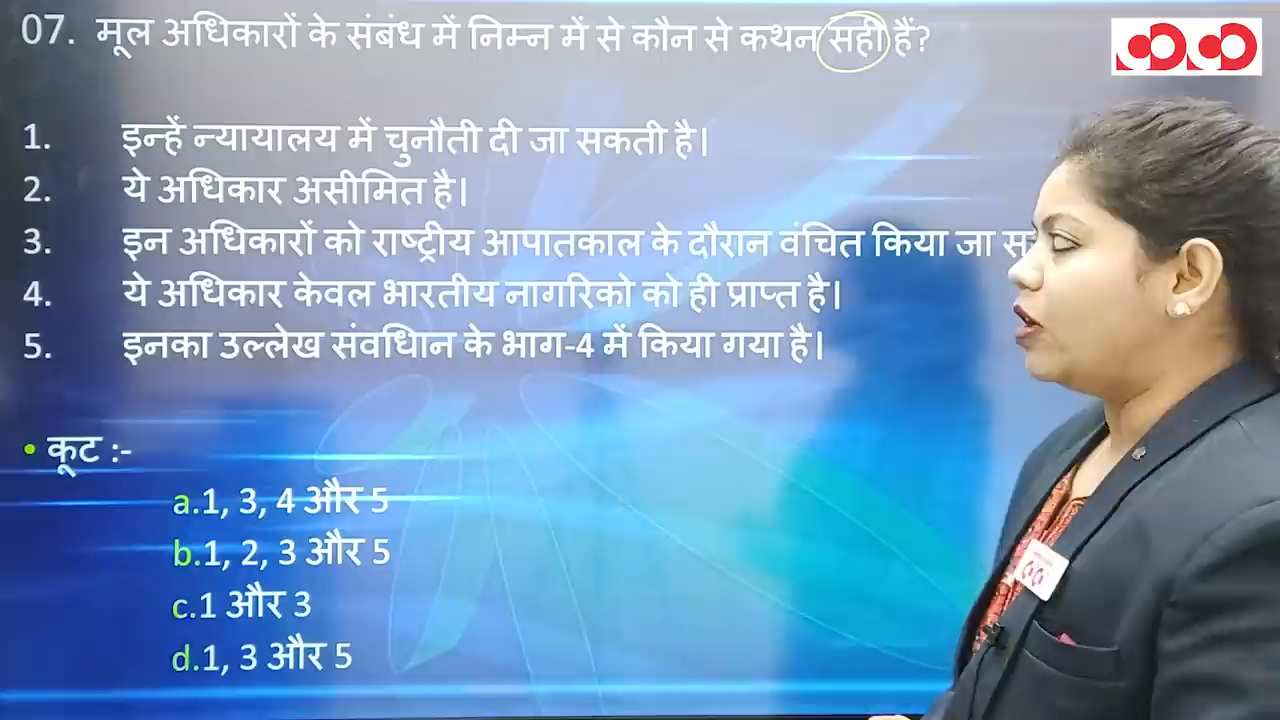 07. मूल अधिकारों के संबंध में निम्न में से कौन से कथन सही हैं?
1. इन्हें न्यायालय में चुनौती दी जा सकती है।
2. ये अधिकार असीमित है।
3. इन अधिकारों को राष्ट्रीय आपातकाल के दौरान वंचित किया जा
4. ये अधिकार केवल भारतीय नागरिको को ही प्राप्त है।
5. इनका उल्लेख संवधिान के भाग-4 में किया गया है।
• कूट :-
a.1, 3, 4 और 5
b.1, 2, 3 और 5
c.1 और 3
d.1, 3 और 5